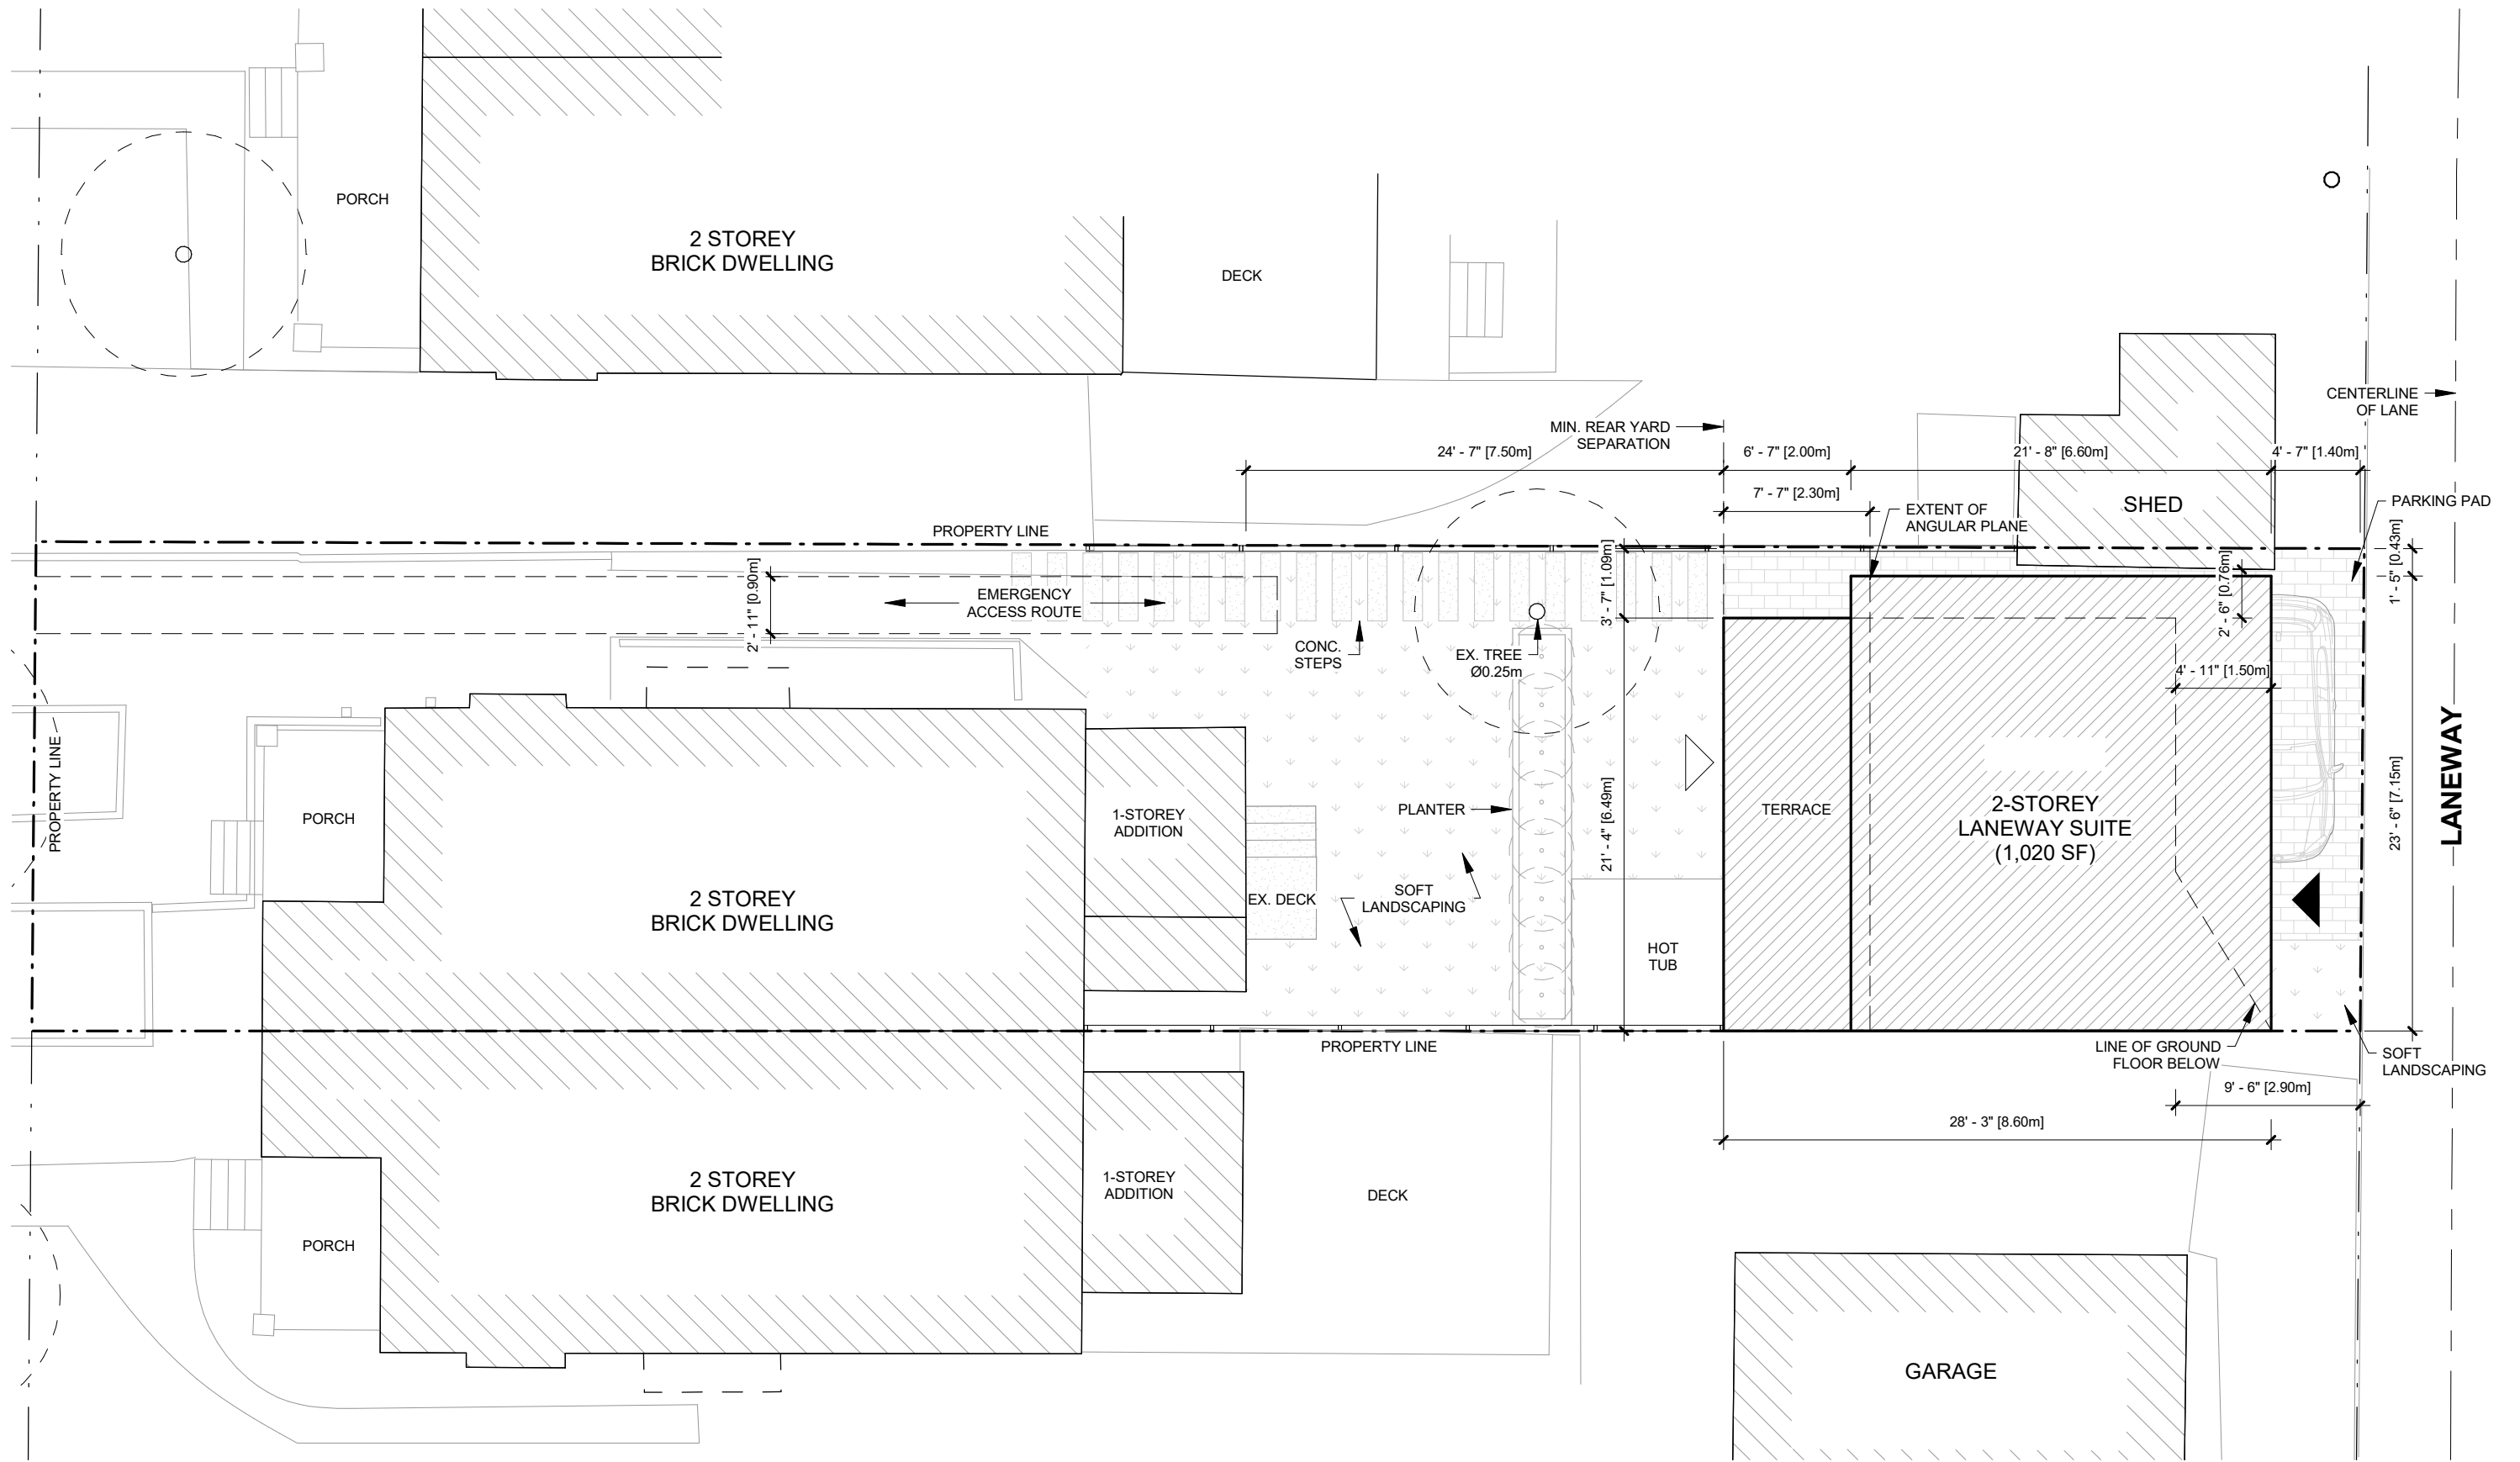 PORCH
2 STOREY
BRICK DWELLING
DECK
CENTERLINE
OF LANE
MIN. REAR YARD
SEPARATION
24' - 7" [7.50m]
6' - 7" [2.00m]
21' - 8" [6.60m]
4' - 7" [1.40m]
7' - 7" [2.30m]
EXTENT OF
ANGULAR PLANE
SHED
PARKING PAD
PROPERTY LINE
1' - 5" [0.43m]
3' - 7" [1.09m]
2' - 6" [0.76m]
2' - 11" [0.90m]
EMERGENCY
ACCESS ROUTE
CONC.
STEPS
EX. TREE
Ø0.25m
4' - 11" [1.50m]
PROPERTY LINE
PORCH
1-STOREY
ADDITION
PLANTER
TERRACE
2-STOREY
LANEWAY SUITE
(1,020 SF)
21' - 4" [6.49m]
23' - 6" [7.15m]
LANEWAY
2 STOREY
BRICK DWELLING
EX. DECK
SOFT
LANDSCAPING
HOT
TUB
PROPERTY LINE
LINE OF GROUND
FLOOR BELOW
SOFT
LANDSCAPING
9' - 6" [2.90m]
28' - 3" [8.60m]
2 STOREY
BRICK DWELLING
1-STOREY
ADDITION
DECK
PORCH
GARAGE